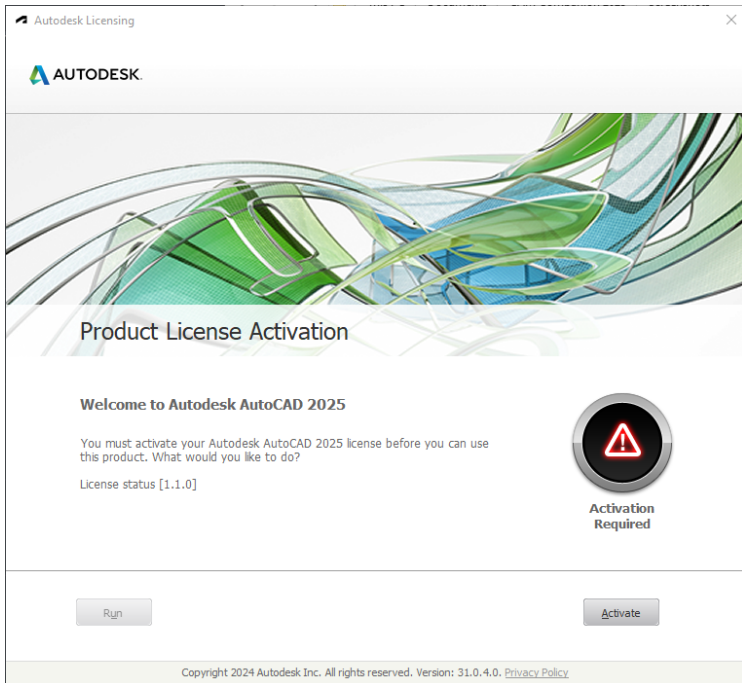 Autodesk Licensing
AUTODESK.
Product License Activation
Welcome to Autodesk AutoCAD 2025
You must activate your Autodesk AutoCAD 2025 license before you can use
this product. What would you like to do?
License status [1.1.0]
Activation
Required
Run
Activate
Copyright 2024 Autodesk Inc. All rights reserved. Version: 31.0.4.0. Privacy Policy